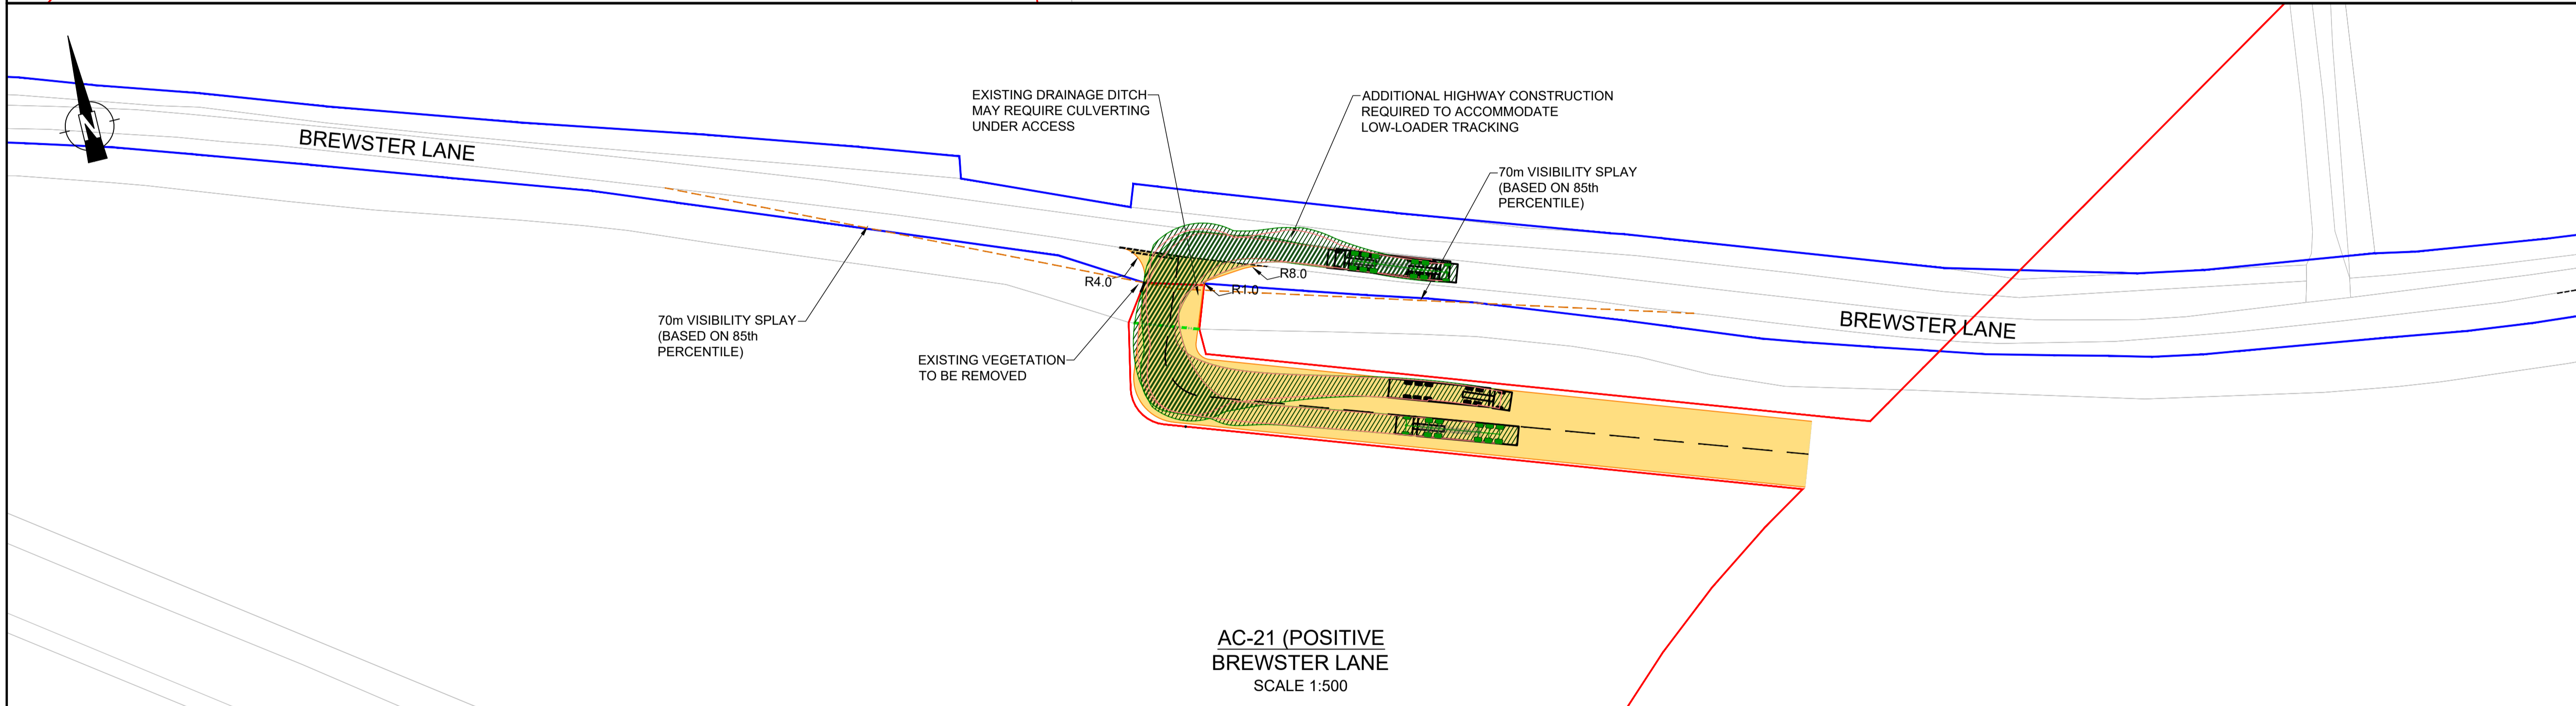 EXISTING DRAINAGE DITCH
MAY REQUIRE CULVERTING
UNDER ACCESS
ADDITIONAL HIGHWAY CONSTRUCTION
REQUIRED TO ACCOMMODATE
LOW-LOADER TRACKING
N
BREWSTER LANE
70m VISIBILITY SPLAY
(BASED ON 85th
PERCENTILE)
R8.0
R4.0
R1.0
70m VISIBILITY SPLAY
(BASED ON 85th
PERCENTILE)
BREWSTER LANE
EXISTING VEGETATION
TO BE REMOVED
AC-21 (POSITIVE
BREWSTER LANE
SCALE 1:500